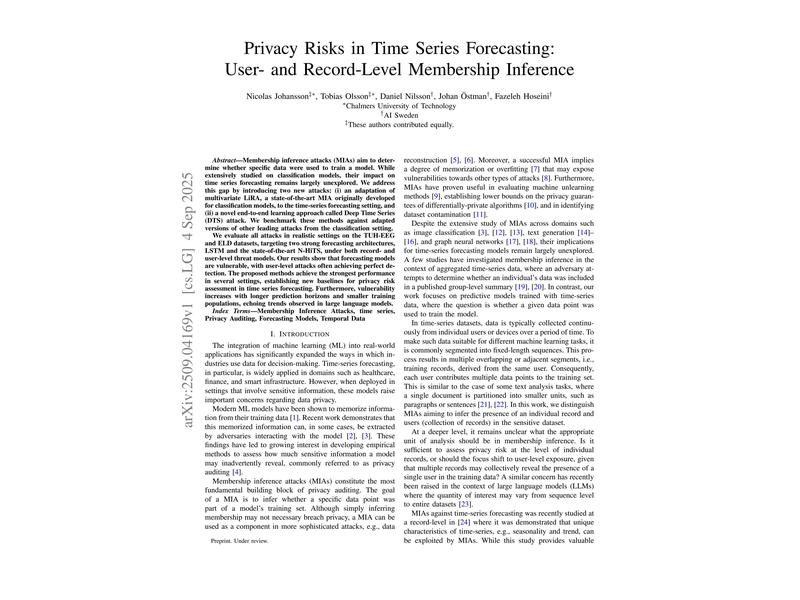 Privacy Risks in Time Series Forecasting:
User- and Record-Level Membership Inference
Nicolas Johansson‡*, Tobias Olsson‡*, Daniel Nilsson†, Johan Östman†, Fazeleh Hoseini†
*Chalmers University of Technology
†AI Sweden
‡These authors contributed equally.
arXiv:2509.04169v1 [cs.LG] 4 Sep 2025
Abstract—Membership inference attacks (MIAs) aim to deter-
mine whether specific data were used to train a model. While
extensively studied on classification models, their impact on
time series forecasting remains largely unexplored. We address
this gap by introducing two new attacks: (i) an adaptation of
multivariate LiRA, a state-of-the-art MIA originally developed
for classification models, to the time-series forecasting setting, and
(ii) a novel end-to-end learning approach called Deep Time Series
(DTS) attack. We benchmark these methods against adapted
versions of other leading attacks from the classification setting.
We evaluate all attacks in realistic settings on the TUH-EEG
and ELD datasets, targeting two strong forecasting architectures,
LSTM and the state-of-the-art N-HiTS, under both record- and
user-level threat models. Our results show that forecasting models
are vulnerable, with user-level attacks often achieving perfect de-
tection. The proposed methods achieve the strongest performance
in several settings, establishing new baselines for privacy risk
assessment in time series forecasting. Furthermore, vulnerability
increases with longer prediction horizons and smaller training
populations, echoing trends observed in large language models.
Index Terms—Membership Inference Attacks, time series,
Privacy Auditing, Forecasting Models, Temporal Data
I. INTRODUCTION
The integration of machine learning (ML) into real-world
applications has significantly expanded the ways in which in-
dustries use data for decision-making. Time-series forecasting,
in particular, is widely applied in domains such as healthcare,
finance, and smart infrastructure. However, when deployed in
settings that involve sensitive information, these models raise
important concerns regarding data privacy.
Modern ML models have been shown to memorize informa-
tion from their training data [1]. Recent work demonstrates that
this memorized information can, in some cases, be extracted
by adversaries interacting with the model [2], [3]. These
findings have led to growing interest in developing empirical
methods to assess how much sensitive information a model
may inadvertently reveal, commonly referred to as privacy
auditing [4].
Membership inference attacks (MIAs) constitute the most
fundamental building block of privacy auditing. The goal
of a MIA is to infer whether a specific data point was
part of a model's training set. Although simply inferring
membership may not necessary breach privacy, a MIA can be
used as a component in more sophisticated attacks, e.g., data
Preprint. Under review.
reconstruction [5], [6]. Moreover, a successful MIA implies
a degree of memorization or overfitting [7] that may expose
vulnerabilities towards other types of attacks [8]. Furthermore,
MIAs have proven useful in evaluating machine unlearning
methods [9], establishing lower bounds on the privacy guaran-
tees of differentially-private algorithms [10], and in identifying
dataset contamination [11].
Despite the extensive study of MIAs across domains such
as image classification [3], [12], [13], text generation [14]–
[16], and graph neural networks [17], [18], their implications
for time-series forecasting models remain largely unexplored.
A few studies have investigated membership inference in the
context of aggregated time-series data, where an adversary at-
tempts to determine whether an individual's data was included
in a published group-level summary [19], [20]. In contrast, our
work focuses on predictive models trained with time-series
data, where the question is whether a given data point was
used to train the model.
In time-series datasets, data is typically collected continu-
ously from individual users or devices over a period of time. To
make such data suitable for different machine learning tasks, it
is commonly segmented into fixed-length sequences. This pro-
cess results in multiple overlapping or adjacent segments, i.e.,
training records, derived from the same user. Consequently,
each user contributes multiple data points to the training set.
This is similar to the case of some text analysis tasks, where
a single document is partitioned into smaller units, such as
paragraphs or sentences [21], [22]. In this work, we distinguish
MIAs aiming to infer the presence of an individual record and
users (collection of records) in the sensitive dataset.
At a deeper level, it remains unclear what the appropriate
unit of analysis should be in membership inference. Is it
sufficient to assess privacy risk at the level of individual
records, or should the focus shift to user-level exposure, given
that multiple records may collectively reveal the presence of a
single user in the training data? A similar concern has recently
been raised in the context of large language models (LLMs)
where the quantity of interest may vary from sequence level
to entire datasets [23].
MIAs against time-series forecasting was recently studied at
a record-level in [24] where it was demonstrated that unique
characteristics of time-series, e.g., seasonality and trend, can
be exploited by MIAs. While this study provides valuable